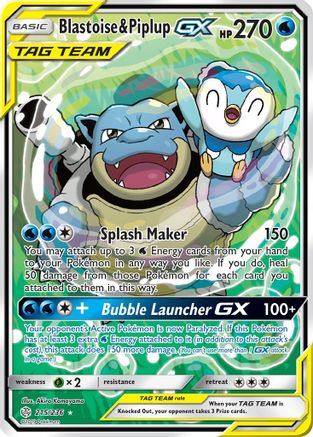 BASIC
Blastoise&Piplup GX HP270
TAG TEAM
Splash Maker 150
You may attach up to 3 Energy cards from your hand
to your Pokémon in any way you like. If you do, heal
50 damage from those Pokémon for each card you
attached to them in this way.
+ Bubble Launcher GX 100+
Your opponent's Active Pokémon is now Paralyzed. If this Pokémon
has at least 3 extra Energy attached to it (in addition to this attack's
cost), this attack does 150 more damage. (You can't use more than 1 GX attack
in a game.)
weakness ×2 resistance retreat
TAG TEAM RULE
Illus. Akira Komayama
215/236
When your TAG TEAM is Knocked Out, your opponent takes 3 Prize cards.